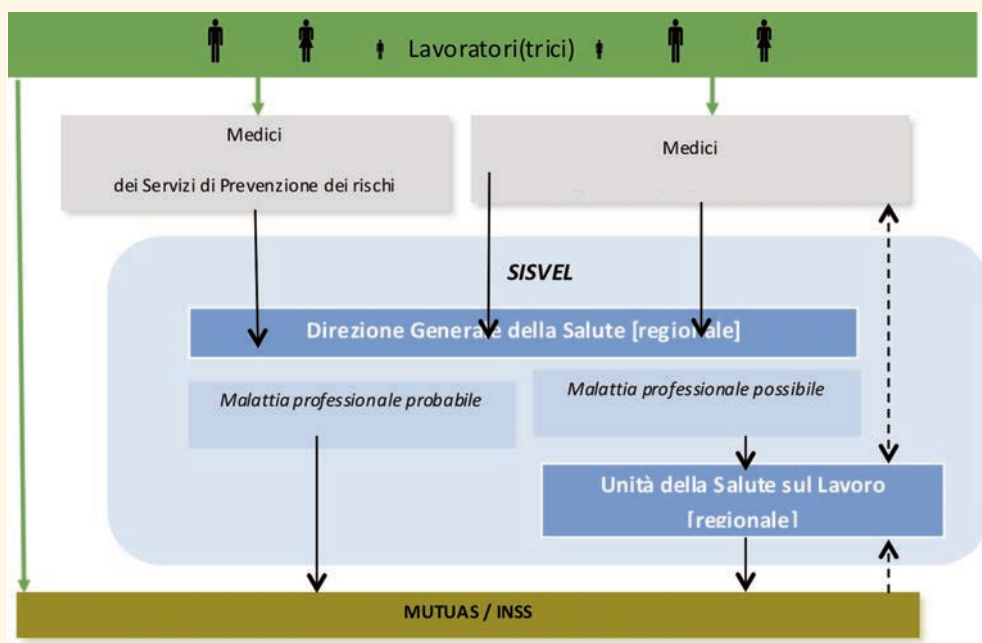 Lavoratori(trici)
Medici
dei Servizi di Prevenzione dei rischi
Medici
SISVEL
Direzione Generale della Salute [regionale]
Malattia professionale probabile
Malattia professionale possibile
Unità della Salute sul Lavoro
[regionale]
MUTUAS / INSS